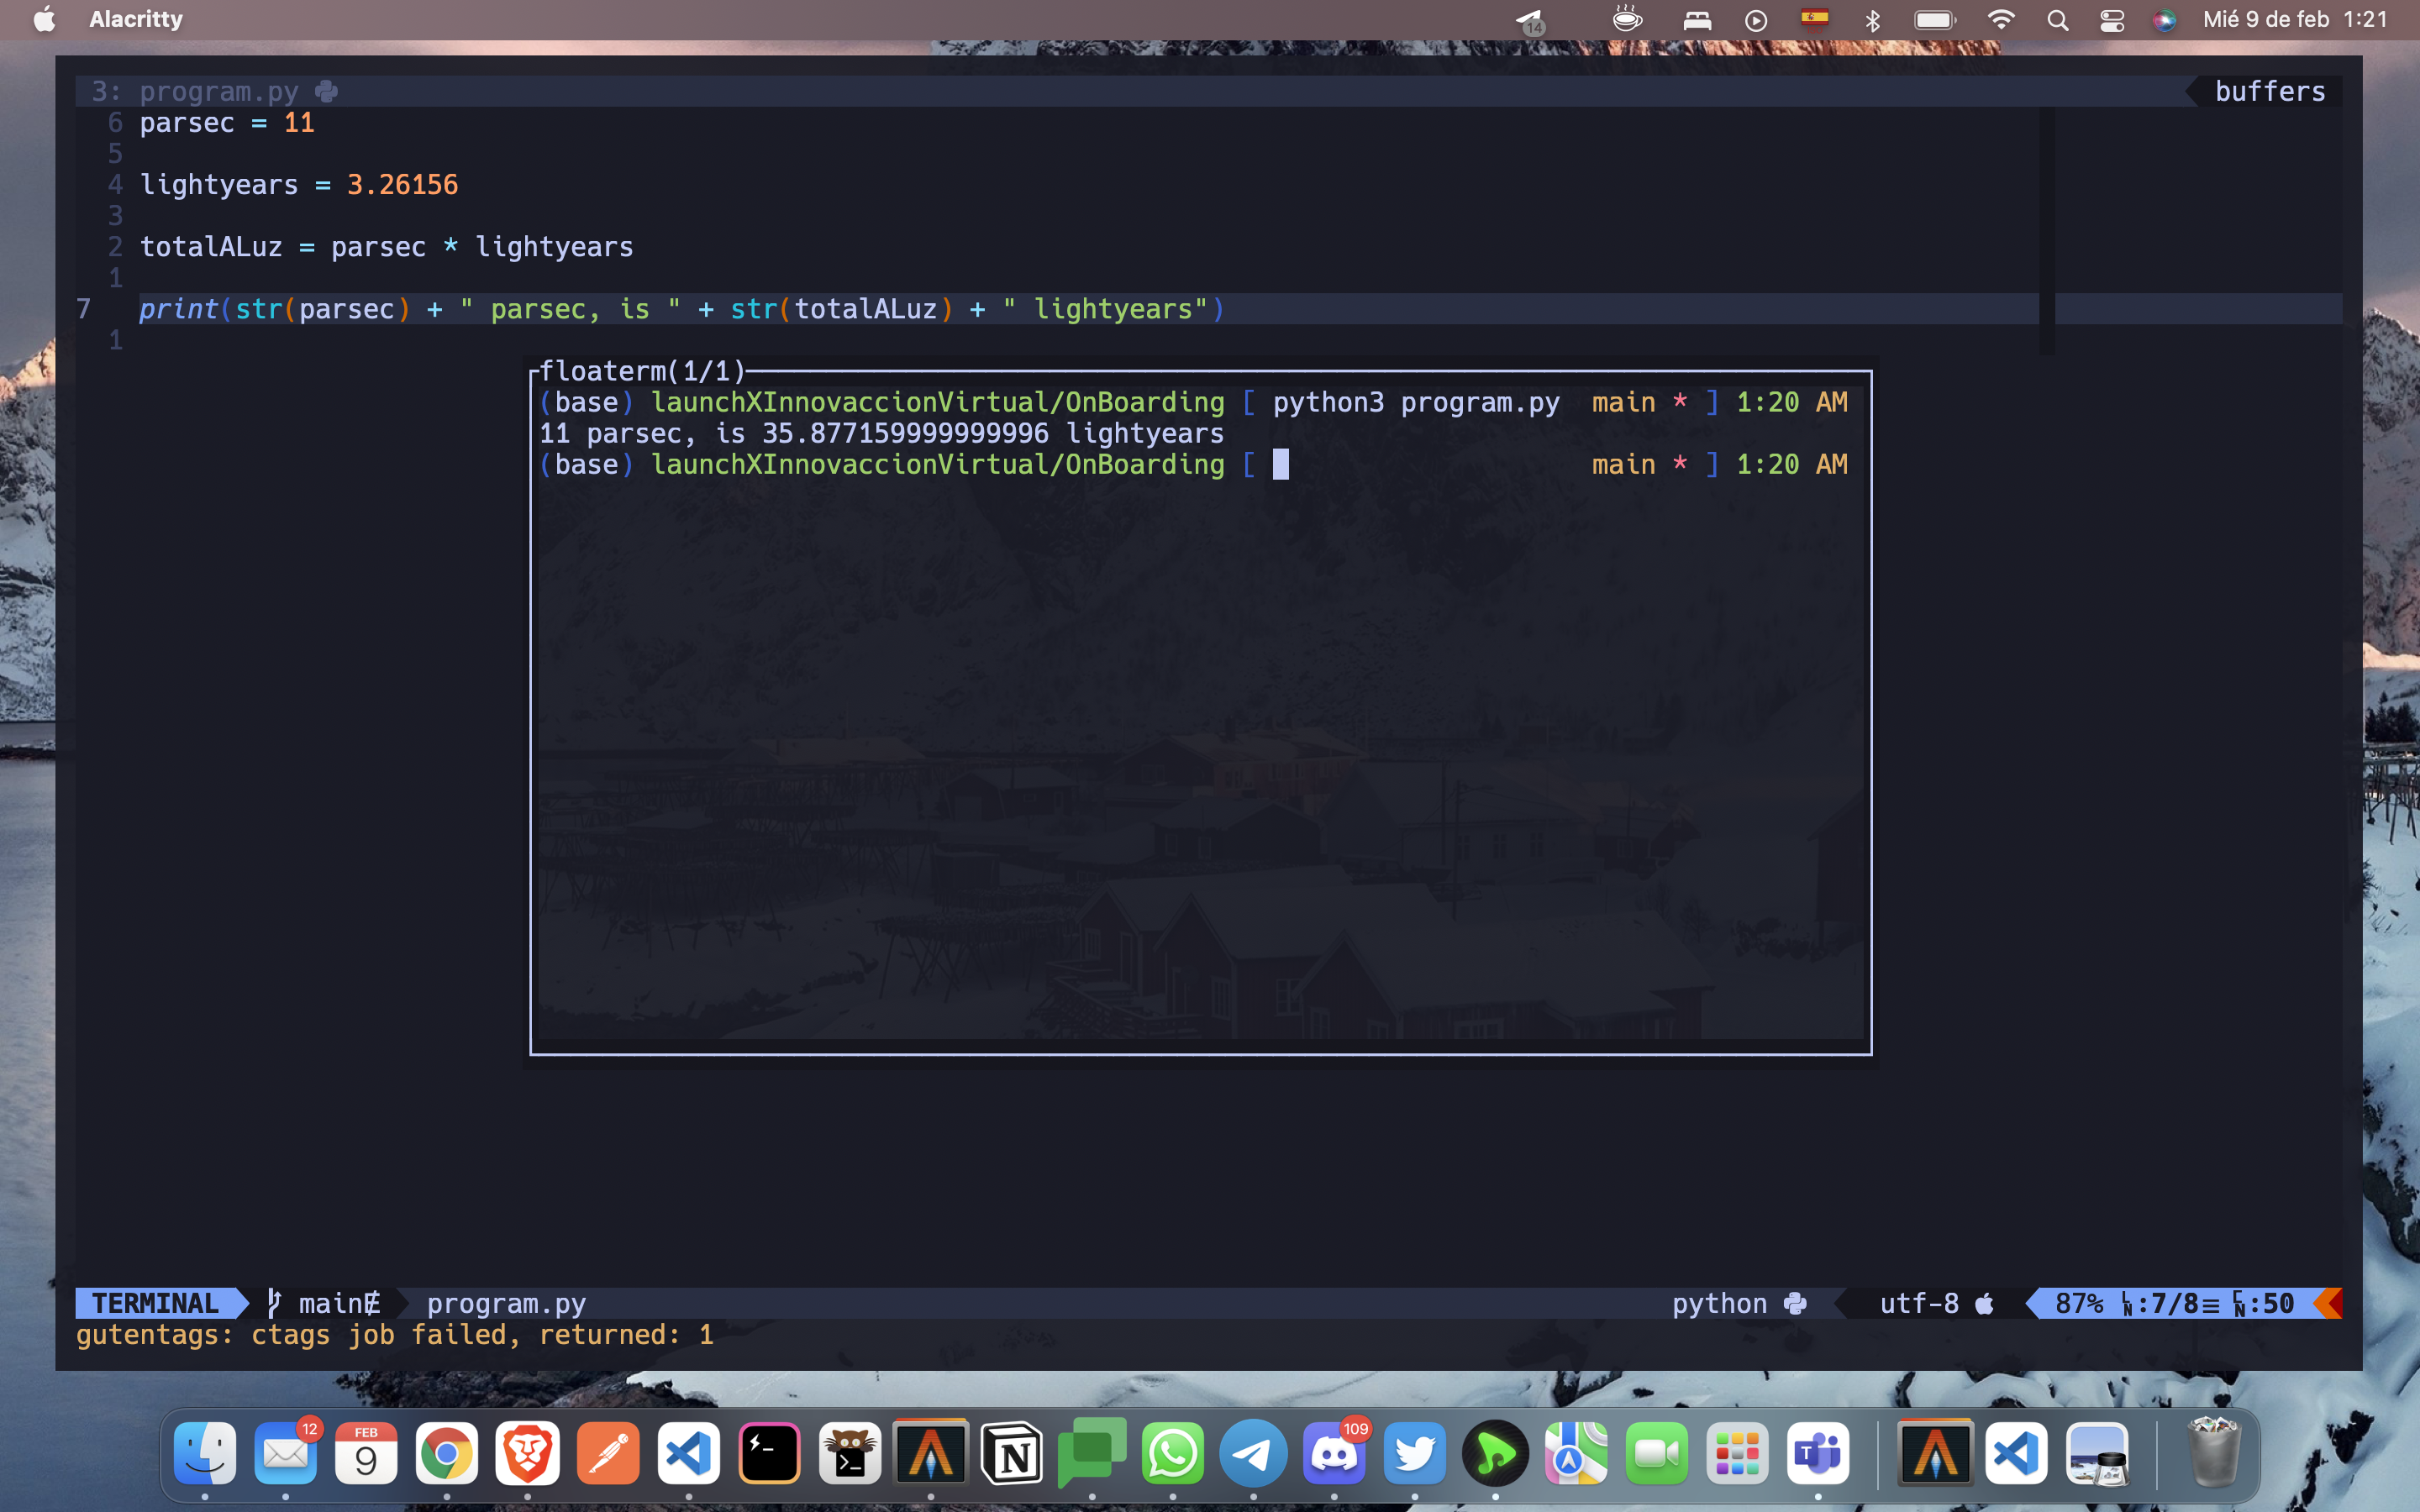 Alacritty
14
Mié 9 de feb 1:21
3: program.py
buffers
6 parsec = 11
5
4 lightyears = 3.26156
3
2 totalALuz = parsec * lightyears
1
7 print(str(parsec) + " parsec, is " + str(totalALuz) + " lightyears")
1
floaterm(1/1)
(base) launchXInnovaccionVirtual/OnBoarding [ python3 program.py main * ] 1:20 AM
11 parsec, is 35.877159999999996 lightyears
(base) launchXInnovaccionVirtual/OnBoarding [ main * ] 1:20 AM
TERMINAL main program.py python utf-8 87% LN:7/8≡ CN:50
gutentags: ctags job failed, returned: 1
12
FEB
9
109